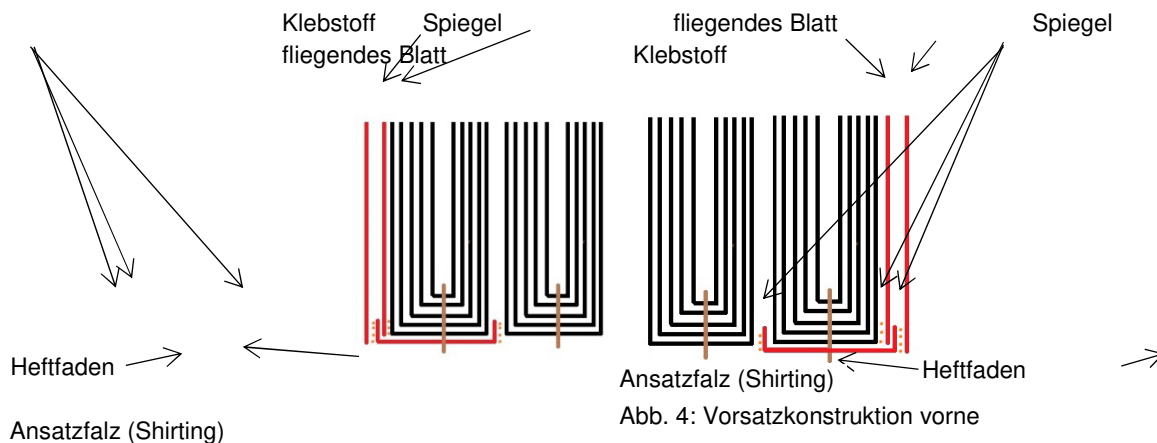 Klebstoff Spiegel fliegendes Blatt Spiegel
fliegendes Blatt Klebstoff
Heftfaden Heftfaden
Ansatzfalz (Shirting)
Abb. 4: Vorsatzkonstruktion vorne
Ansatzfalz (Shirting)